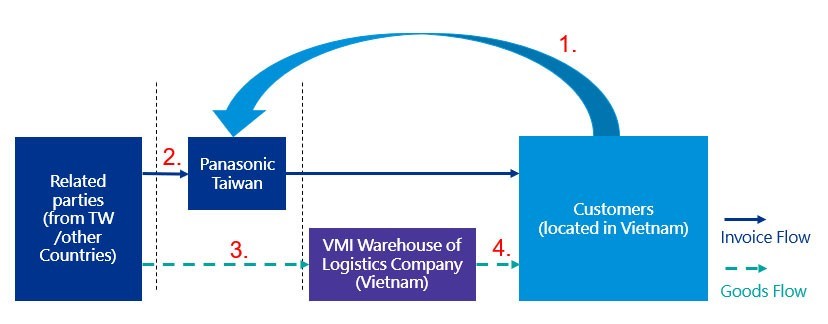 1.
2.
Panasonic
Taiwan
Related
parties
(from TW
/other
Countries)
Customers
(located in Vietnam)
Invoice Flow
3.
VMI Warehouse of
Logistics Company
(Vietnam)
4.
Goods Flow